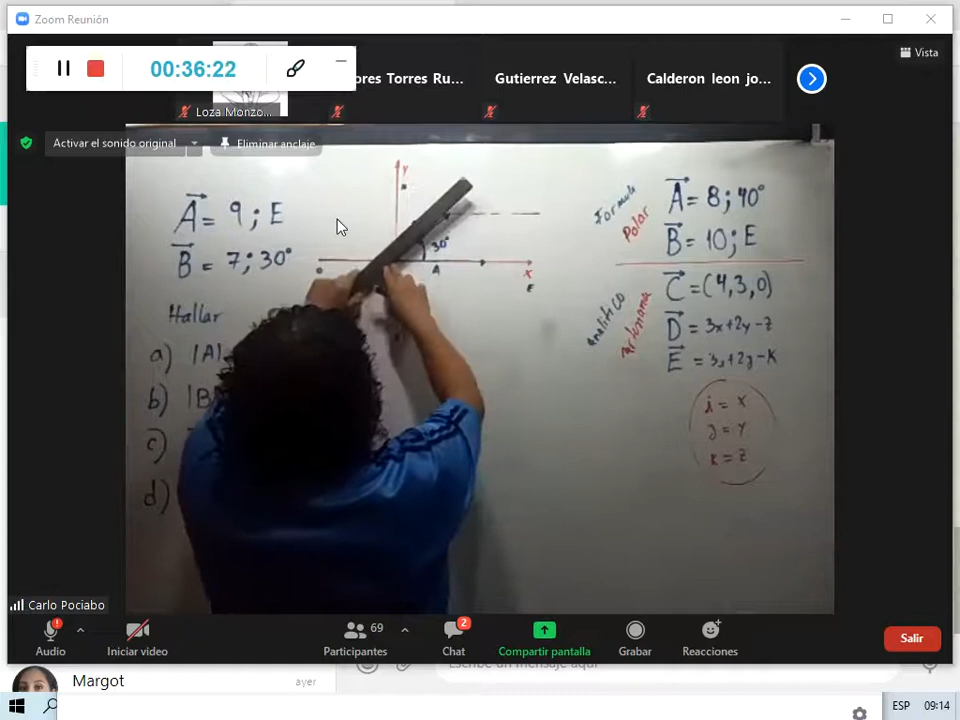 Zoom Reunión
00:36:22
ores Torres Ru...
Gutierrez Velasc...
Calderon leon jo...
Vista
Loza Monzo...
Activar el sonido original
Eliminar anclaje
A = 9 ; E
B = 7 ; 30°
Hallar
a) |A|
b) |B
c)
d)
Y
30°
A
X
E
Formula
Polar
A = 8 ; 40°
B = 10 ; E
analitico
cartesiana
C = (4,3,0)
D = 3x+2y-z
E = 3i+2j-K
i = X
j = Y
K = Z
Carlo Pociabo
Audio
Iniciar video
69
Participantes
2
Chat
Compartir pantalla
Grabar
Reacciones
Salir
Escribe un mensaje aquí
Margot
ayer
ESP
09:14